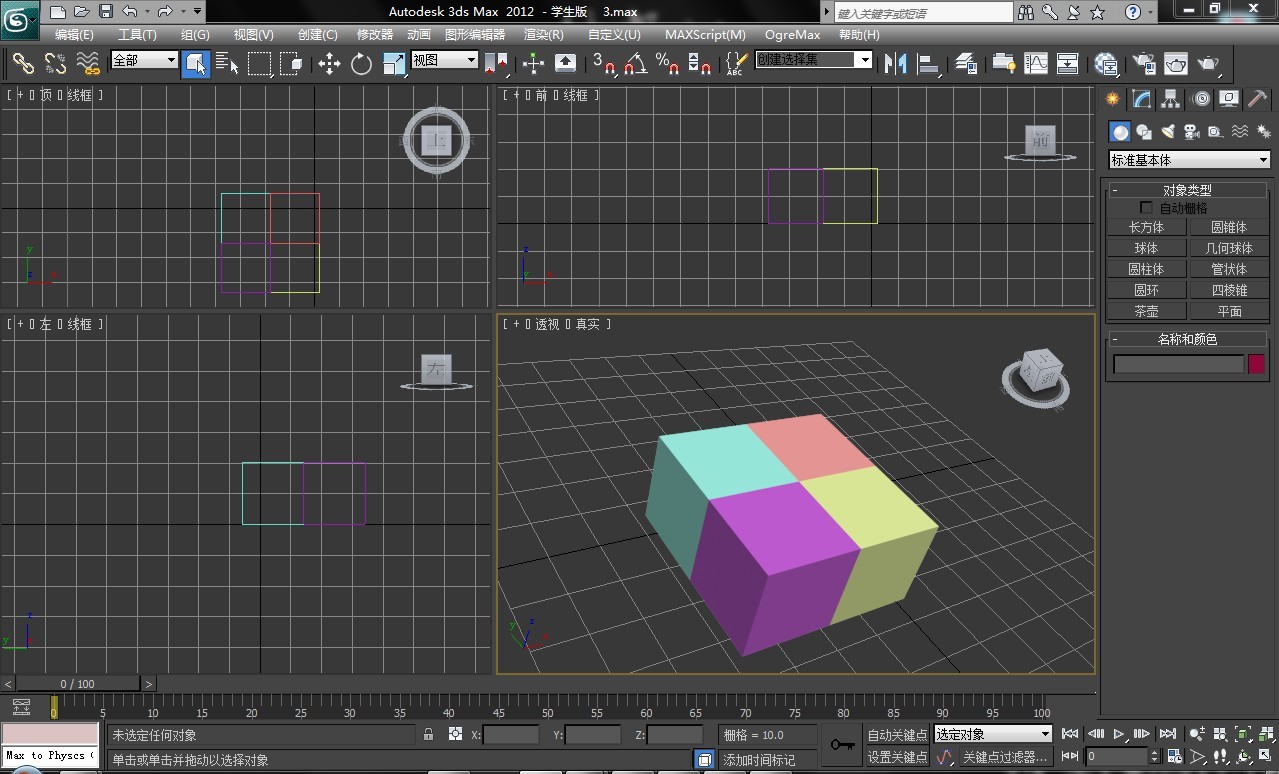 Autodesk 3ds Max 2012 - 学生版 3.max
键入关键字或短语
编辑(E) 工具(T) 组(G) 视图(V) 创建(C) 修改器 动画 图形编辑器 渲染(R) 自定义(U) MAXScript(M) OgreMax 帮助(H)
全部
视图
3
%
ABC
创建选择集
[ + 顶 线框 ]
上
[ + 前 线框 ]
前
[ + 左 线框 ]
左
[ + 透视 真实 ]
标准基本体
- 对象类型
自动栅格
长方体 圆锥体
球体 几何球体
圆柱体 管状体
圆环 四棱锥
茶壶 平面
- 名称和颜色
y z x
z y x
z y x
y z x
< 0 / 100 >
0 5 10 15 20 25 30 35 40 45 50 55 60 65 70 75 80 85 90 95 100
未选定任何对象
X: Y: Z:
栅格 = 10.0
自动关键点 选定对象
Max to Physcs (
单击或单击并拖动以选择对象
添加时间标记
设置关键点 关键点过滤器...
0